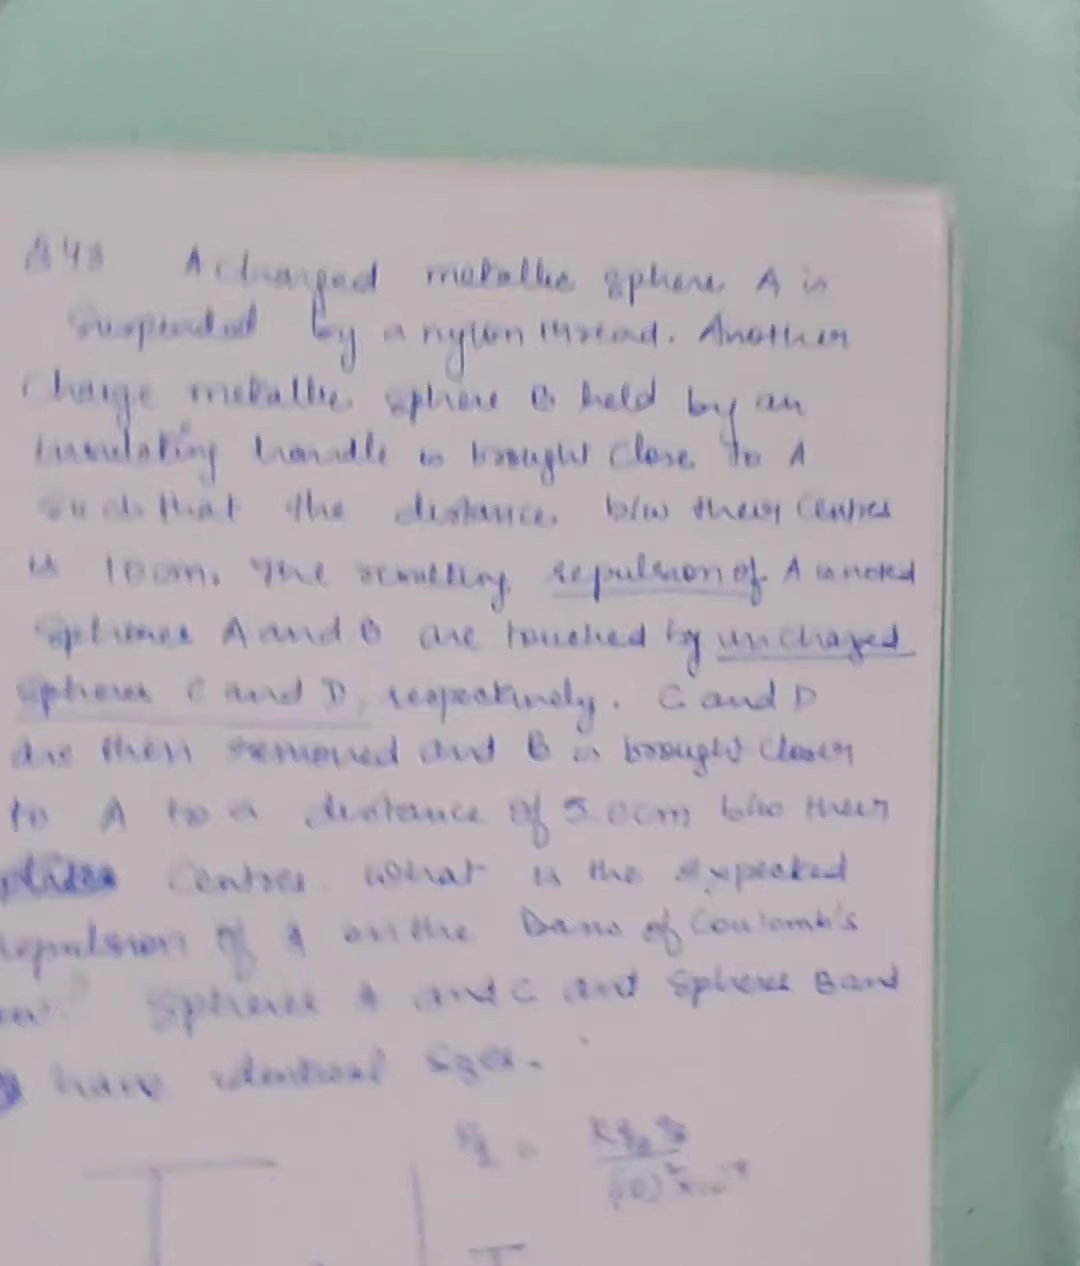 Q43 A charged metallic sphere A is
suspended by a nylon thread. Another
charge metallic sphere B held by an
insulating handle is brought close to A
such that the distance b/w their centres
is 10cm. The resulting repulsion of A is noted
spheres A and B are touched by uncharged
spheres C and D, respectively. C and D
are then removed and B is brought closer
to A to a distance of 5.0cm b/w their
centres. What is the expected
repulsion of A on the basis of Coulomb's
Spheres A and C and Sphere B and
have identical sizes.